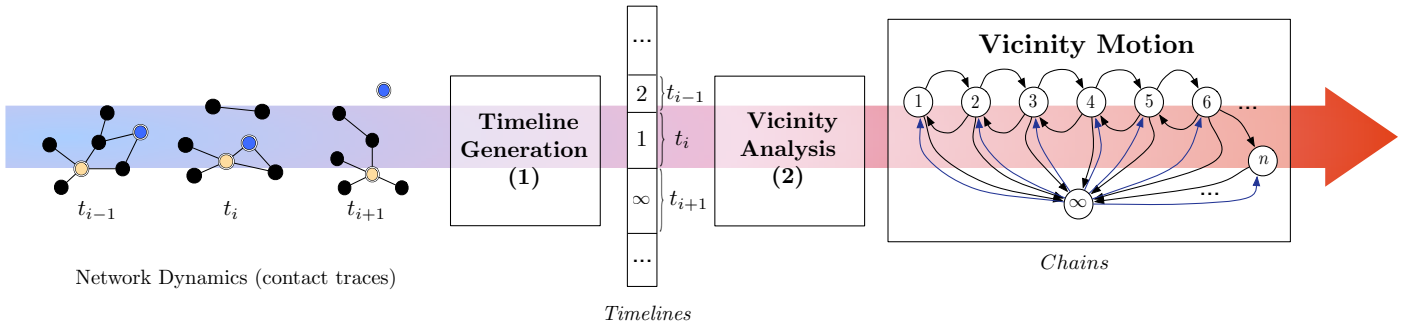 t_{i−1}
t_i
t_{i+1}
Network Dynamics (contact traces)
Timeline
Generation
(1)
...
2
t_{i−1}
1
t_i
∞
t_{i+1}
...
Timelines
Vicinity
Analysis
(2)
Vicinity Motion
1 2 3 4 5 6 ...
n
...
∞
Chains